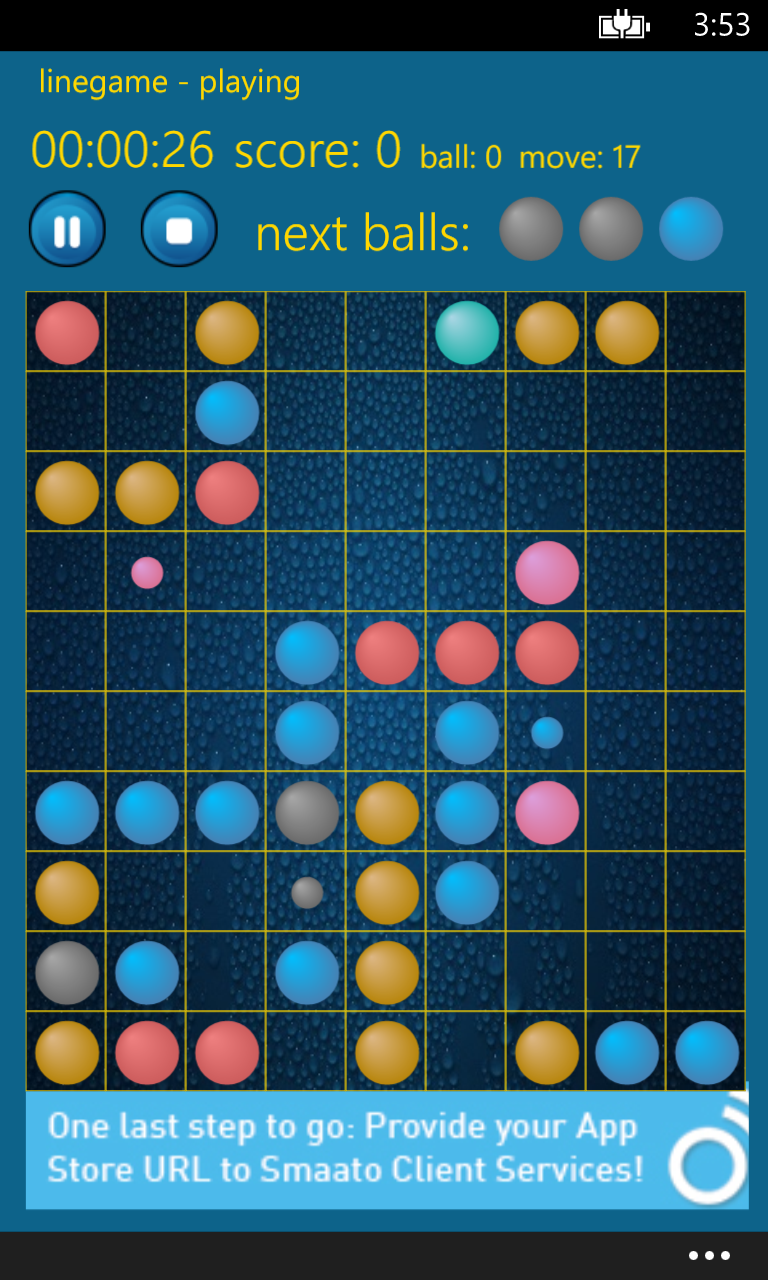 3:53
linegame - playing
00:00:26 score: 0 ball: 0 move: 17
next balls:
One last step to go: Provide your App
Store URL to Smaato Client Services!